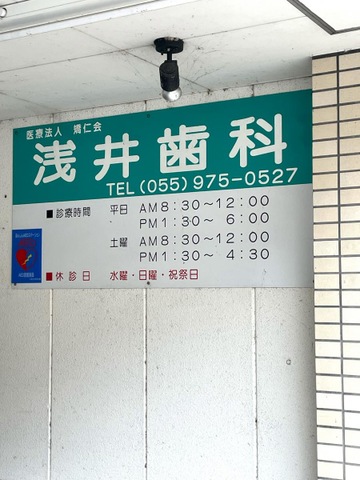 医療法人 矯仁会
浅井歯科
TEL(055)975-0527
■診療時間 平日 AM8:30～12:00
PM1:30～ 6:00
土曜 AM8:30～12:00
PM1:30～ 4:30
■休診日 水曜・日曜・祝祭日